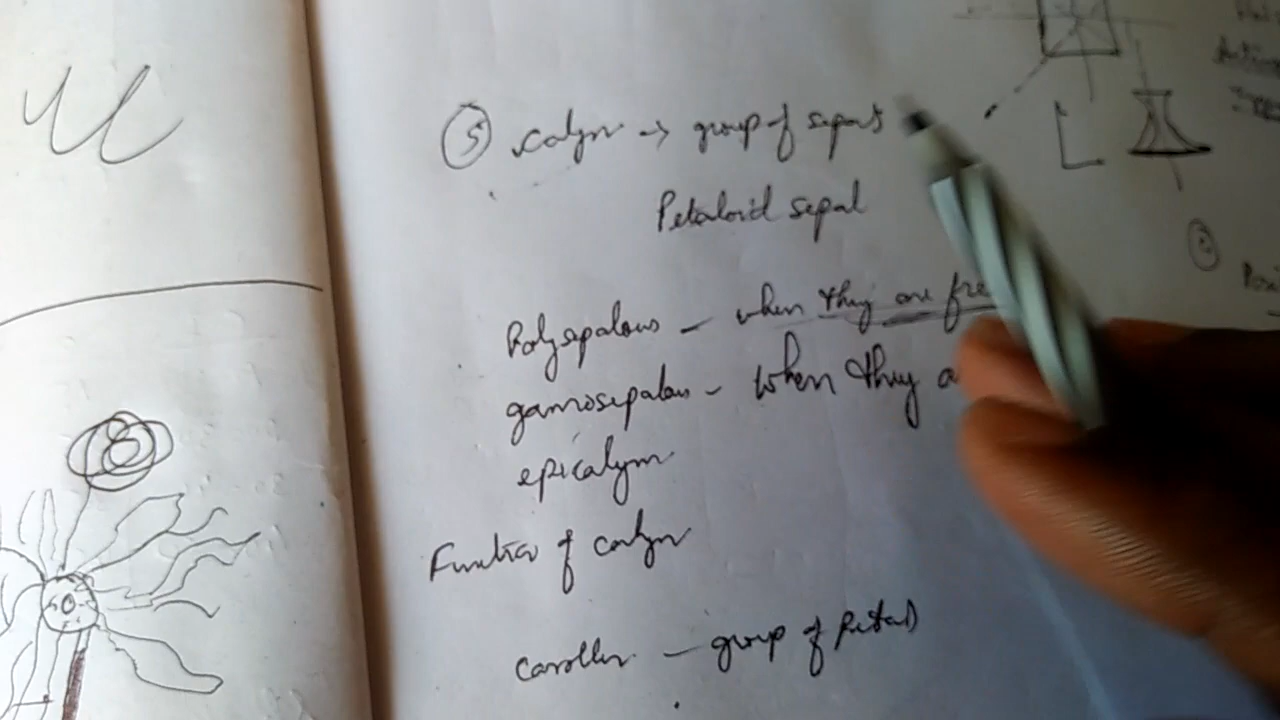 5 calyx → group of sepals
Petaloid sepal
Polysepalous - when they are fre
gamosepalous - when they a
epicalyx
Function of calyx
Corolla - group of Petals